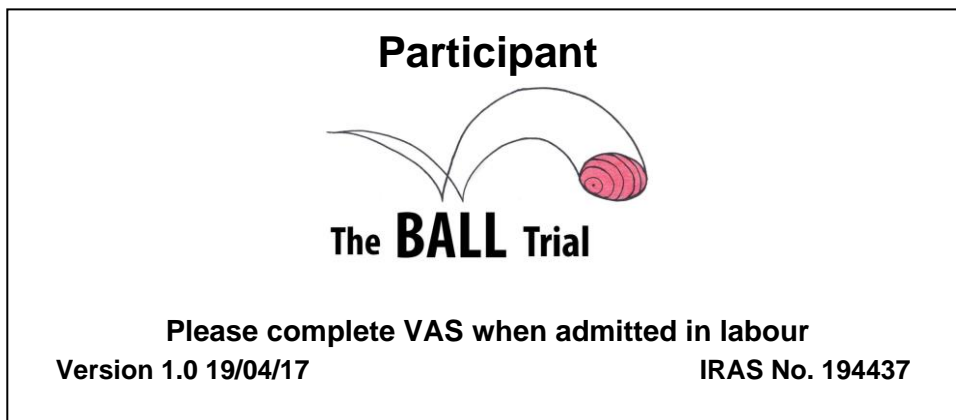 Participant
The BALL Trial
Please complete VAS when admitted in labour
Version 1.0 19/04/17 IRAS No. 194437